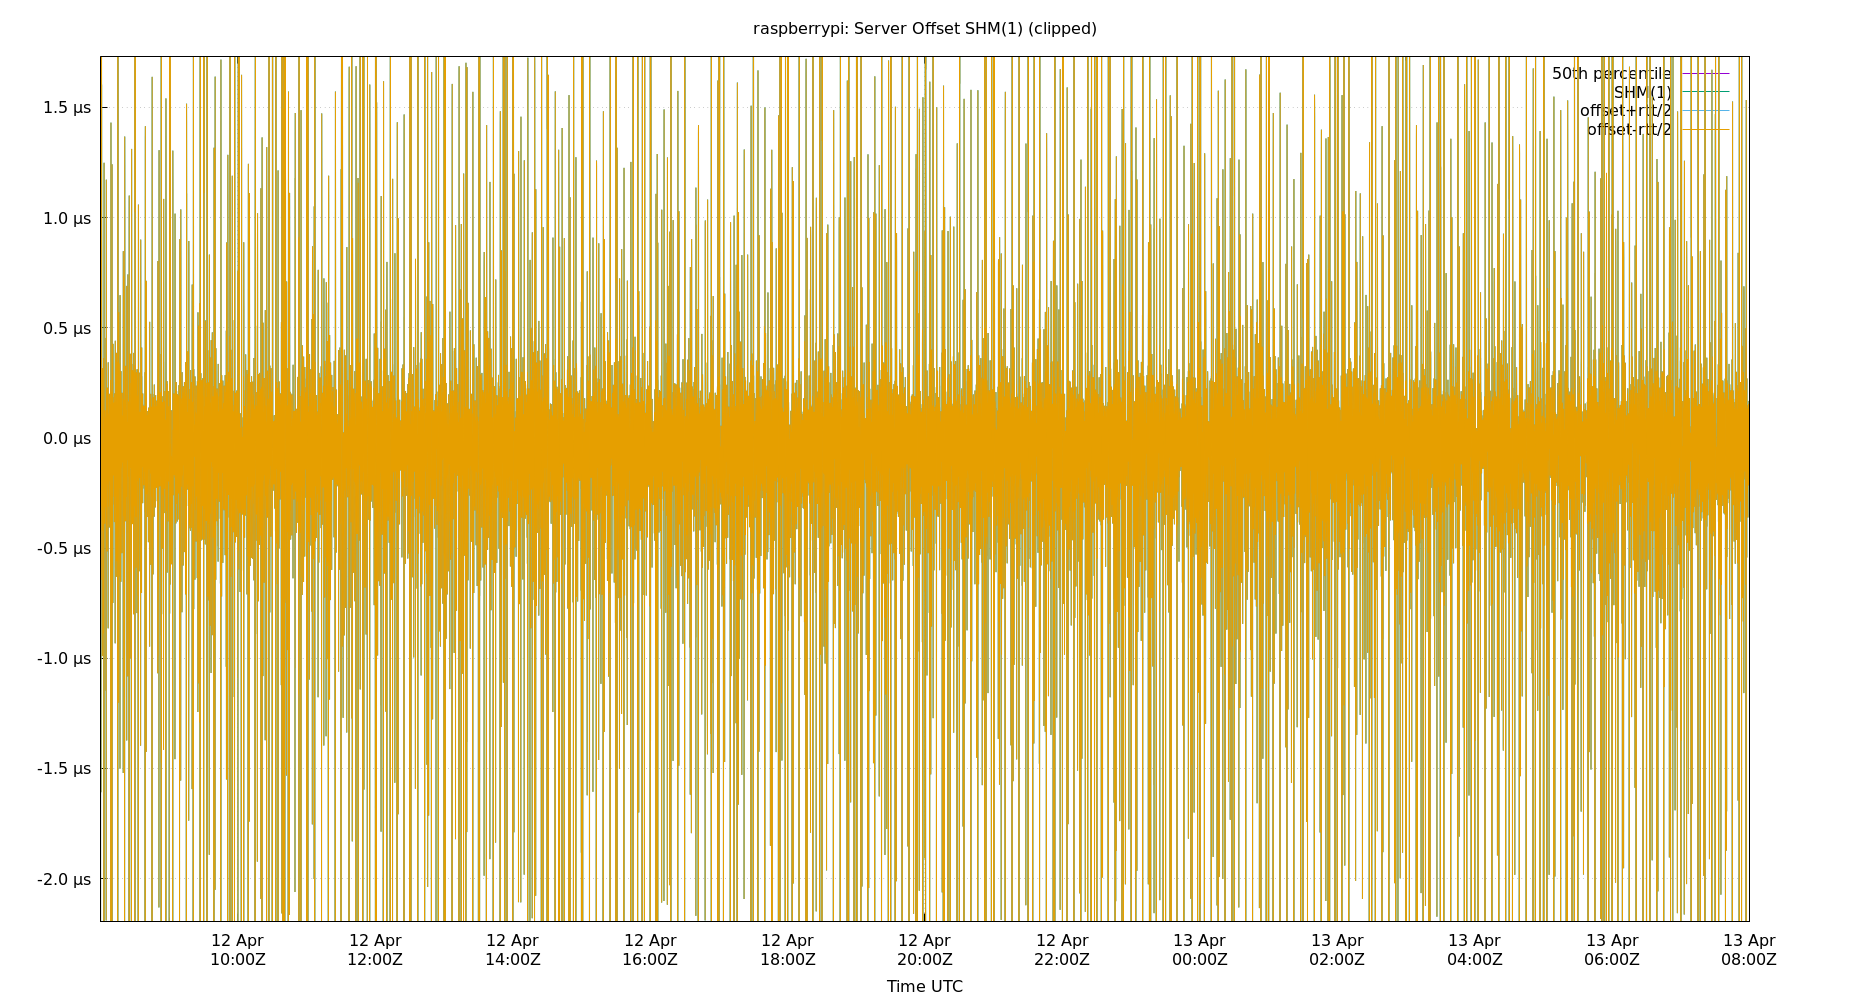 raspberrypi: Server Offset SHM(1) (clipped)
50th percentile
SHM(1)
offset+rtt/2
offset-rtt/2
1.5 µs
1.0 µs
0.5 µs
0.0 µs
-0.5 µs
-1.0 µs
-1.5 µs
-2.0 µs
12 Apr 12 Apr 12 Apr 12 Apr 12 Apr 12 Apr 12 Apr 13 Apr 13 Apr 13 Apr 13 Apr 13 Apr
10:00Z 12:00Z 14:00Z 16:00Z 18:00Z 20:00Z 22:00Z 00:00Z 02:00Z 04:00Z 06:00Z 08:00Z
Time UTC